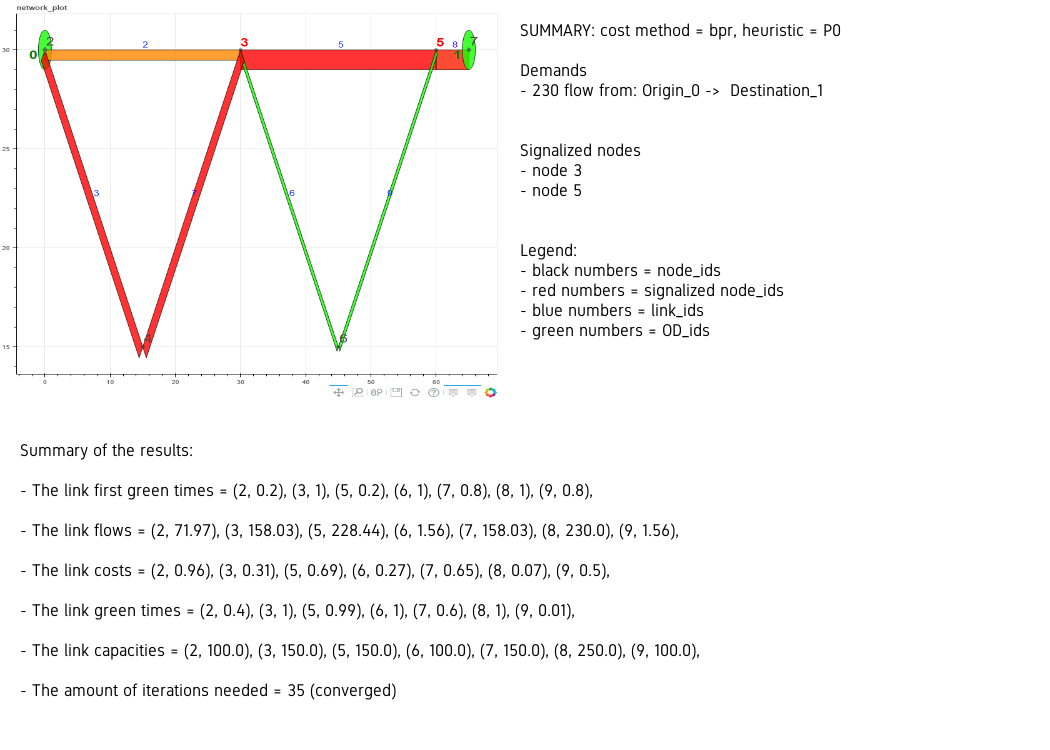 network_plot
SUMMARY: cost method = bpr, heuristic = P0
Demands
- 230 flow from: Origin_0 -> Destination_1
Signalized nodes
- node 3
- node 5
Legend:
- black numbers = node_ids
- red numbers = signalized node_ids
- blue numbers = link_ids
- green numbers = OD_ids
0 2 2 3 5 5 8 1 7
3 7 6 9
4 6
30
25
20
15
0 10 20 30 40 50 60
Summary of the results:
- The link first green times = (2, 0.2), (3, 1), (5, 0.2), (6, 1), (7, 0.8), (8, 1), (9, 0.8),
- The link flows = (2, 71.97), (3, 158.03), (5, 228.44), (6, 1.56), (7, 158.03), (8, 230.0), (9, 1.56),
- The link costs = (2, 0.96), (3, 0.31), (5, 0.69), (6, 0.27), (7, 0.65), (8, 0.07), (9, 0.5),
- The link green times = (2, 0.4), (3, 1), (5, 0.99), (6, 1), (7, 0.6), (8, 1), (9, 0.01),
- The link capacities = (2, 100.0), (3, 150.0), (5, 150.0), (6, 100.0), (7, 150.0), (8, 250.0), (9, 100.0),
- The amount of iterations needed = 35 (converged)